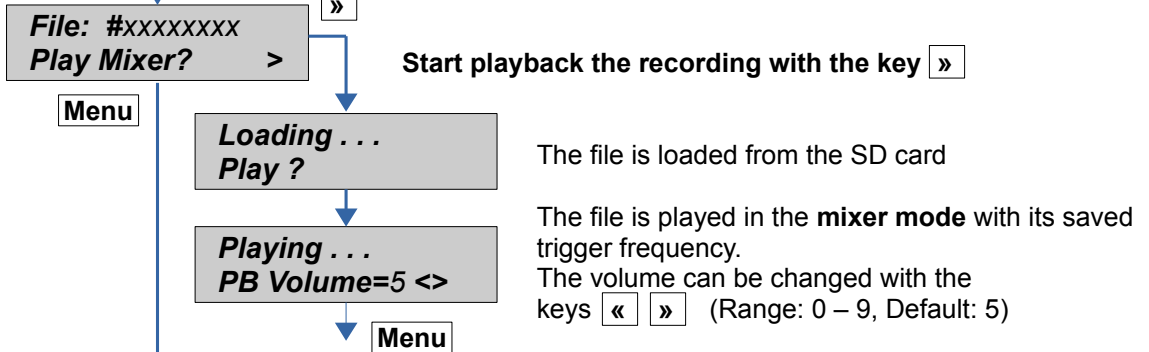 »
File: #xxxxxxxx
Play Mixer? >
Start playback the recording with the key »
Menu
Loading . . .
Play ?
The file is loaded from the SD card
The file is played in the mixer mode with its saved
trigger frequency.
Playing . . .
PB Volume=5 <>
The volume can be changed with the
keys « » (Range: 0 – 9, Default: 5)
Menu